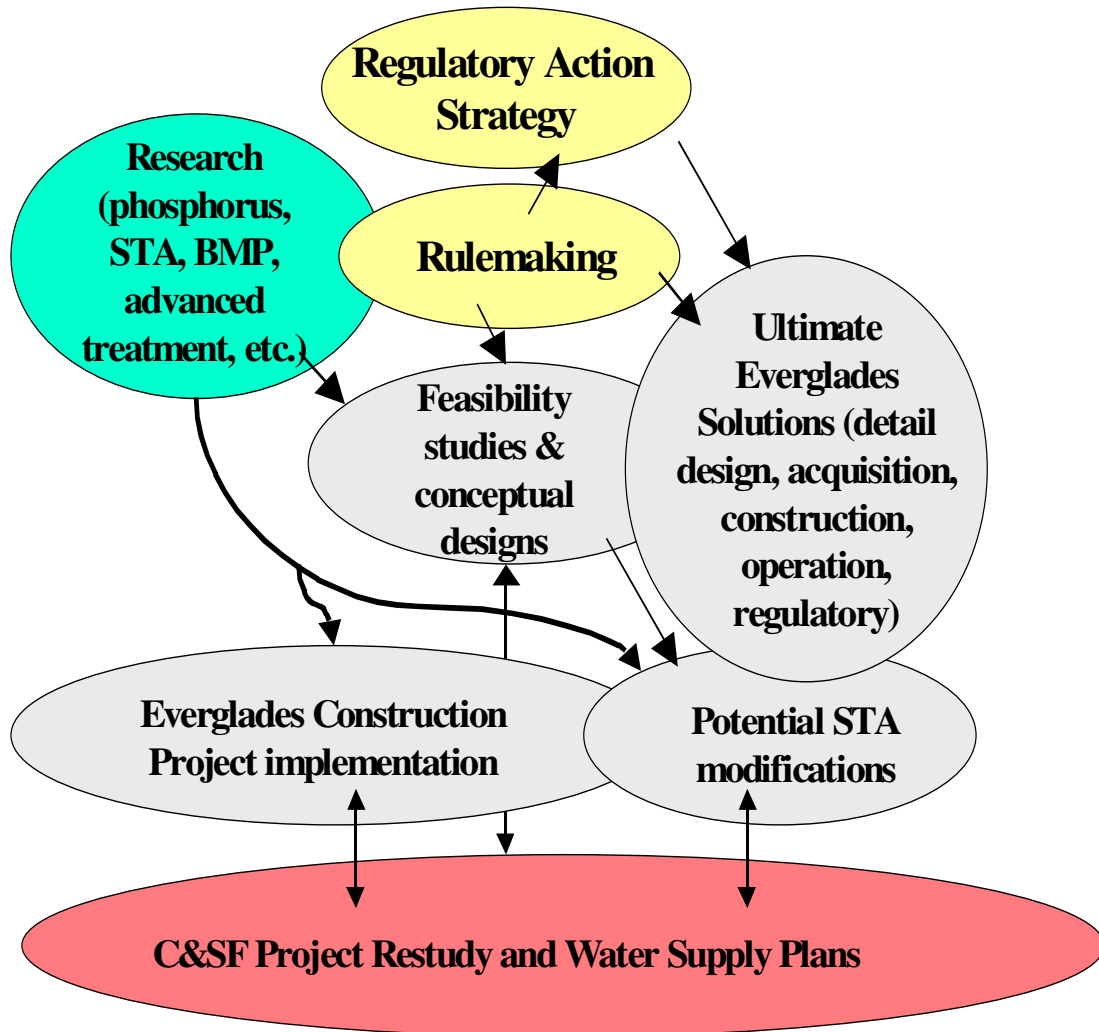 Regulatory Action
Strategy
Research
(phosphorus,
STA, BMP,
advanced
treatment, etc.)
Rulemaking
Ultimate
Everglades
Solutions (detail
design, acquisition,
construction,
operation,
regulatory)
Feasibility
studies &
conceptual
designs
Everglades Construction
Project implementation
Potential STA
modifications
C&SF Project Restudy and Water Supply Plans